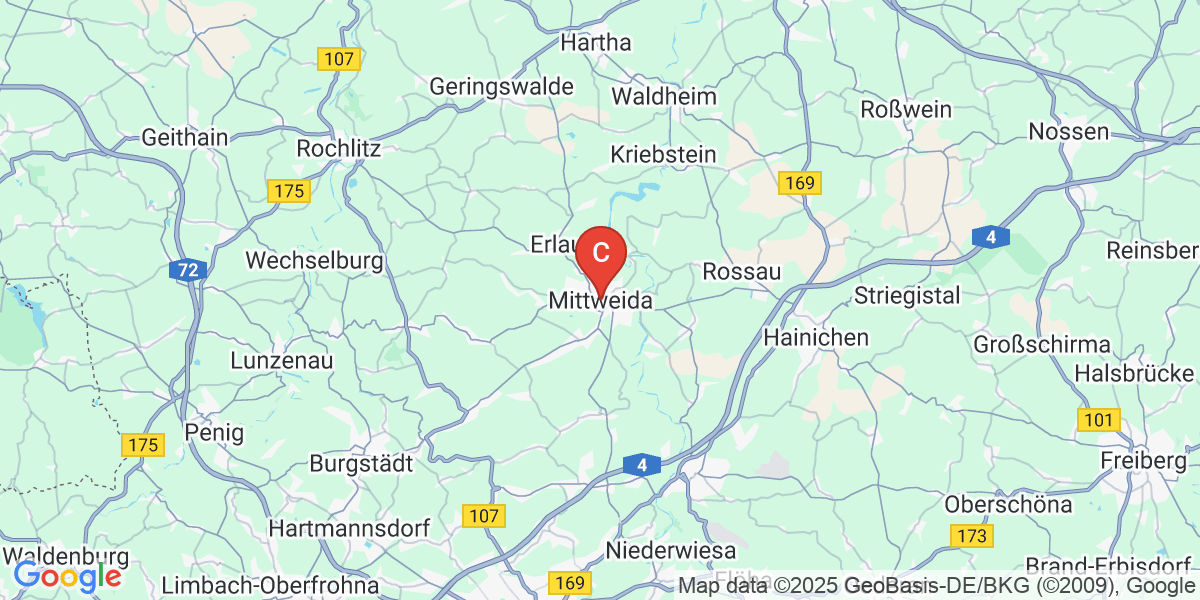 Hartha
107
Geringswalde
Waldheim
Roßwein
Nossen
Geithain
Rochlitz
Kriebstein
169
175
4
Erlau
Reinsber
Wechselburg
72
Rossau
C
Mittweida
Striegistal
Hainichen
Großschirma
Lunzenau
Halsbrücke
101
Penig
175
Burgstädt
4
Freiberg
Oberschöna
107
Hartmannsdorf
173
Niederwiesa
Waldenburg
Brand-Erbisdorf
Google
Limbach-Oberfrohna
169
Flöha
Map data ©2025 GeoBasis-DE/BKG (©2009), Google